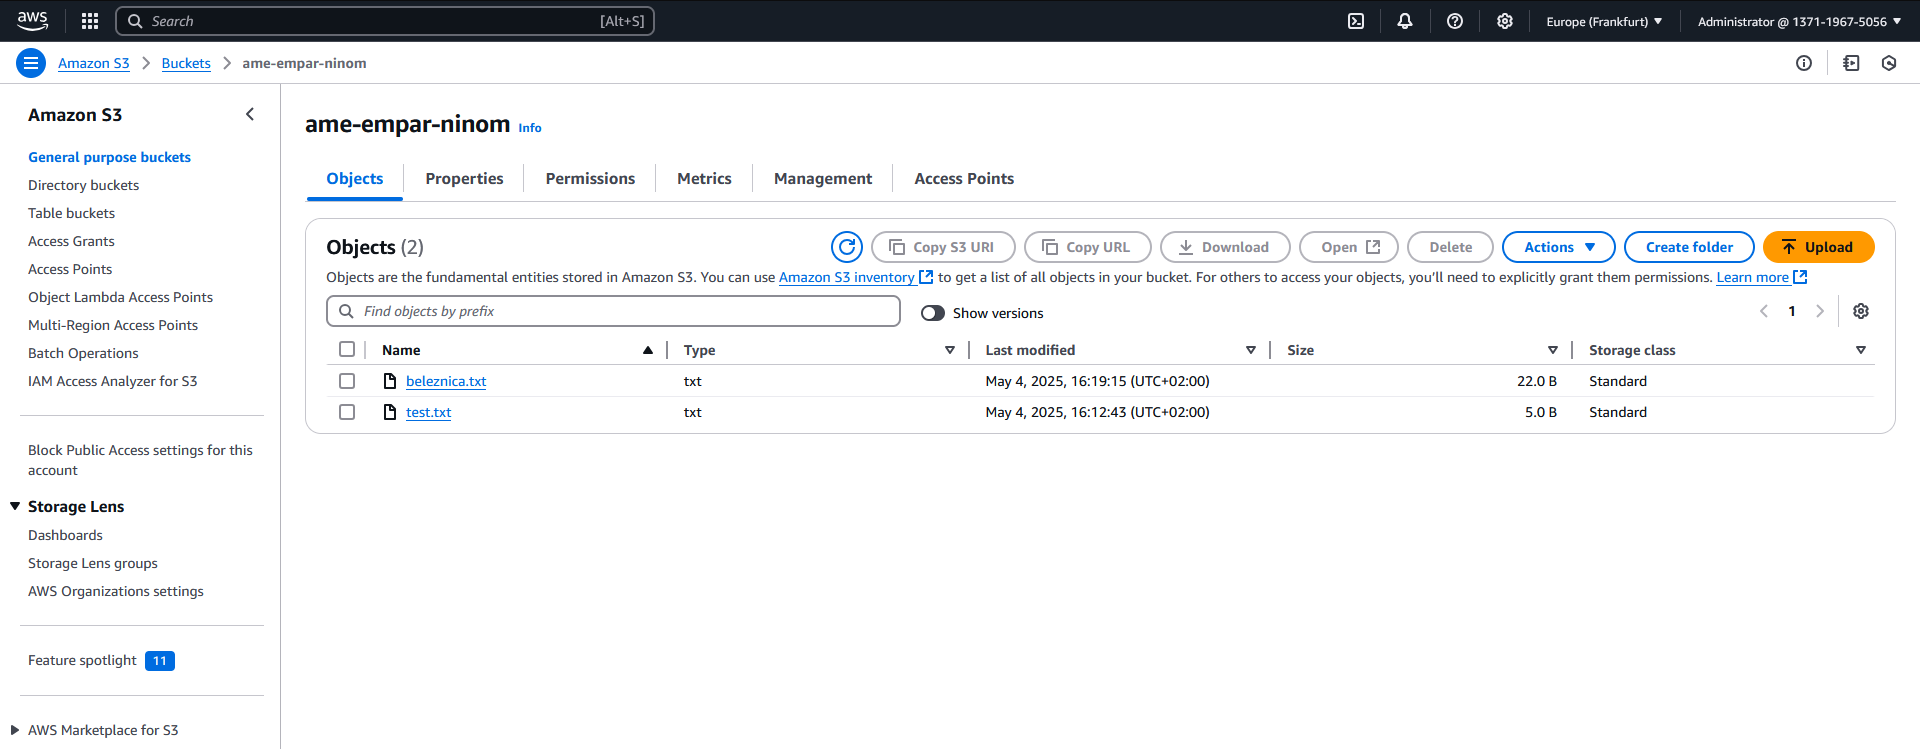 aws Search [Alt+S] Europe (Frankfurt) Administrator @ 1371-1967-5056
Amazon S3 Buckets ame-empar-ninom
Amazon S3
General purpose buckets
Directory buckets
Table buckets
Access Grants
Access Points
Object Lambda Access Points
Multi-Region Access Points
Batch Operations
IAM Access Analyzer for S3
Block Public Access settings for this
account
Storage Lens
Dashboards
Storage Lens groups
AWS Organizations settings
Feature spotlight 11
AWS Marketplace for S3
ame-empar-ninom Info
Objects Properties Permissions Metrics Management Access Points
Objects (2) Copy S3 URI Copy URL Download Open Delete Actions Create folder Upload
Objects are the fundamental entities stored in Amazon S3. You can use Amazon S3 inventory to get a list of all objects in your bucket. For others to access your objects, you'll need to explicitly grant them permissions. Learn more
Find objects by prefix Show versions 1
Name Type Last modified Size Storage class
beleznica.txt txt May 4, 2025, 16:19:15 (UTC+02:00) 22.0 B Standard
test.txt txt May 4, 2025, 16:12:43 (UTC+02:00) 5.0 B Standard